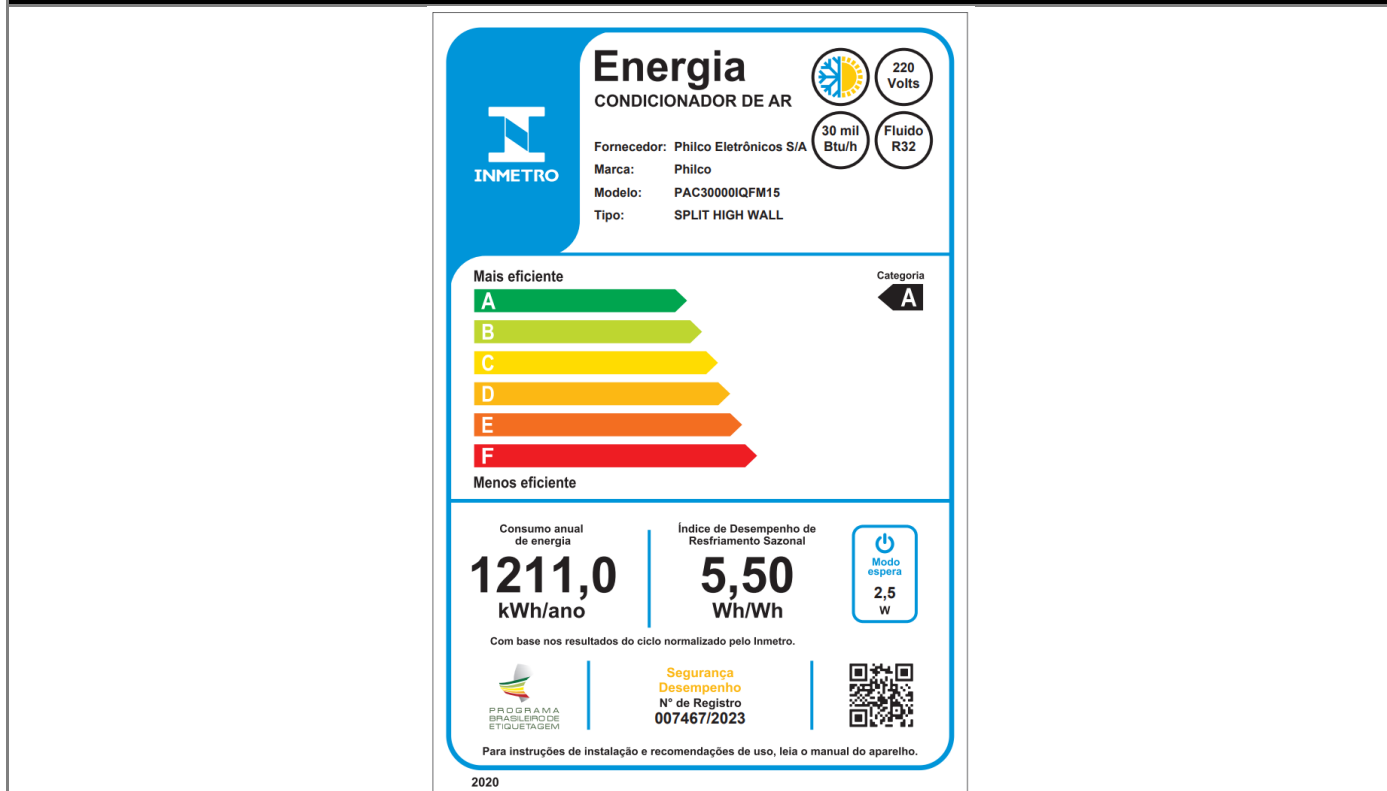 Energia
CONDICIONADOR DE AR
220
Volts
30 mil
Btu/h
Fluido
R32
INMETRO
Fornecedor: Philco Eletrônicos S/A
Marca: Philco
Modelo: PAC30000IQFM15
Tipo: SPLIT HIGH WALL
Mais eficiente
Categoria
A
A
B
C
D
E
F
Menos eficiente
Consumo anual
de energia
1211,0
kWh/ano
Índice de Desempenho de
Resfriamento Sazonal
5,50
Wh/Wh
Modo
espera
2,5
W
Com base nos resultados do ciclo normalizado pelo Inmetro.
PROGRAMA
BRASILEIRO DE
ETIQUETAGEM
Segurança
Desempenho
N° de Registro
007467/2023
Para instruções de instalação e recomendações de uso, leia o manual do aparelho.
2020